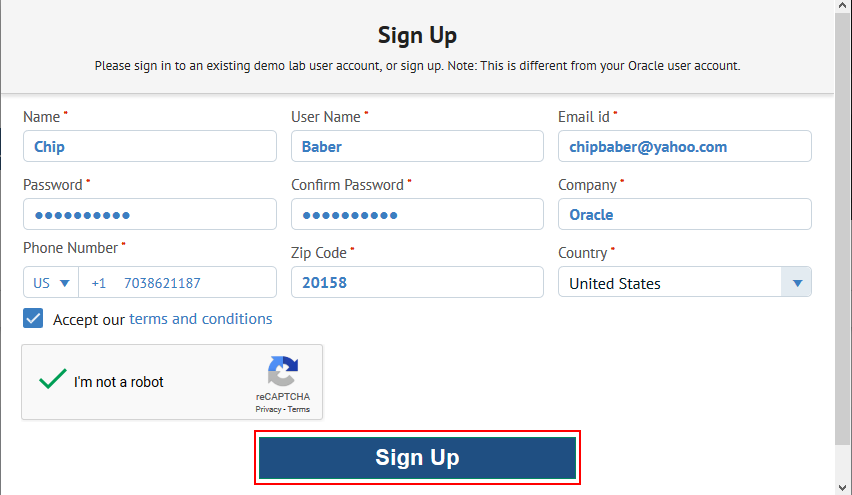 Sign Up
Please sign in to an existing demo lab user account, or sign up. Note: This is different from your Oracle user account.
Name * User Name * Email id *
Chip Baber chipbaber@yahoo.com
Password * Confirm Password * Company *
•••••••••• •••••••••• Oracle
Phone Number * Zip Code * Country *
US +1 7038621187 20158 United States
Accept our terms and conditions
I'm not a robot
reCAPTCHA
Privacy - Terms
Sign Up